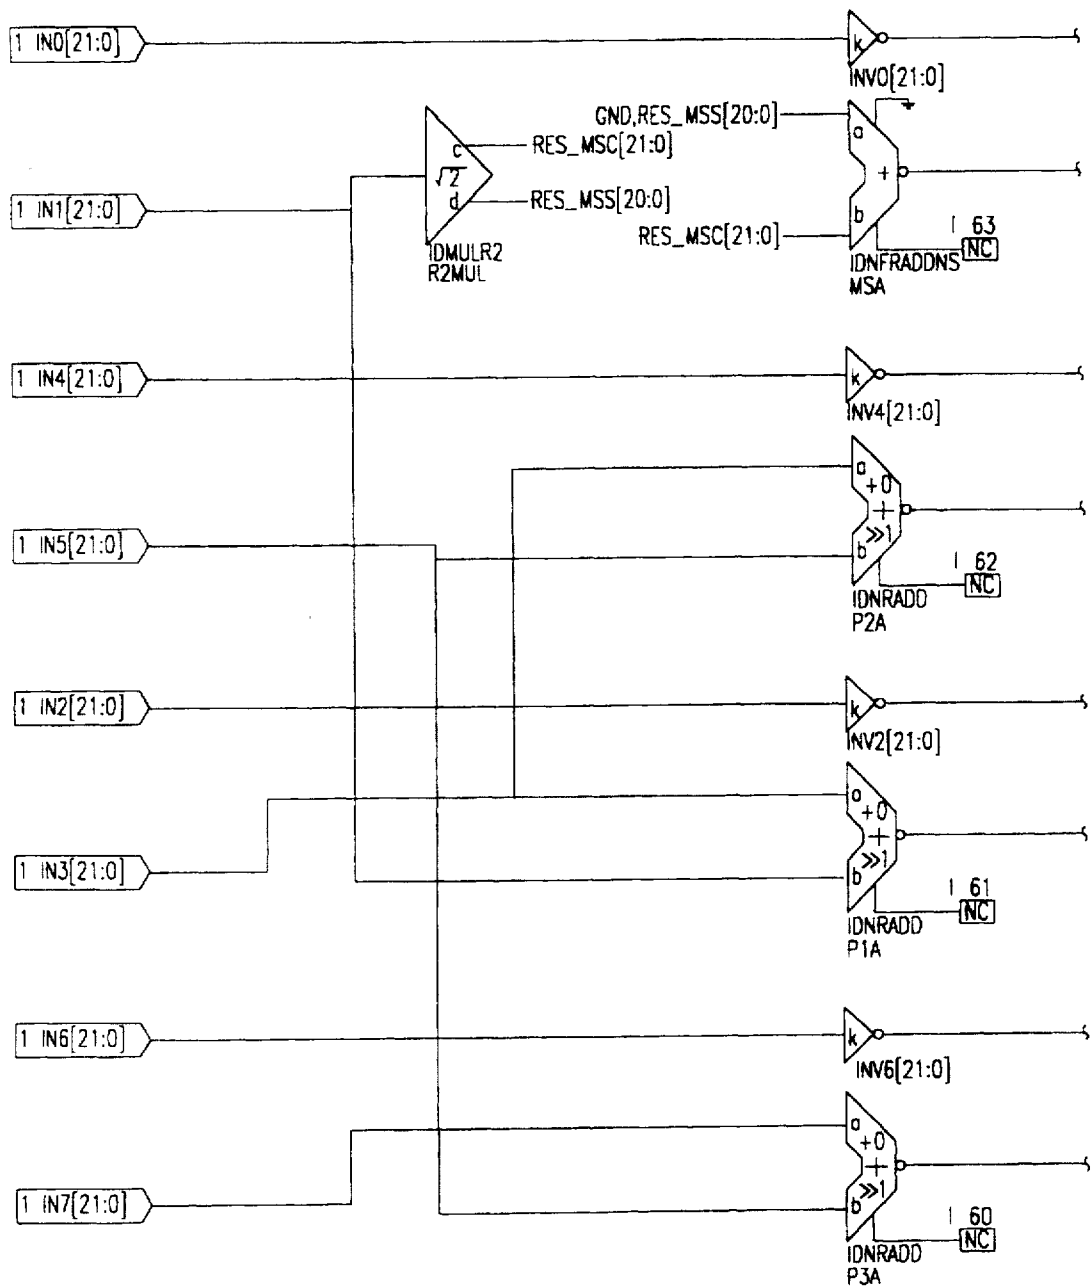 1 IN0[21:0]
k
INV0[21:0]
GND,RES_MSS[20:0]
a
c
RES_MSC[21:0]
√2
+
1 IN1[21:0]
d
RES_MSS[20:0]
b
I 63
RES_MSC[21:0]
NC
IDMULR2
R2MUL
IDNFRADDNS
MSA
1 IN4[21:0]
k
INV4[21:0]
a
+0
+
1 IN5[21:0]
≫1
b
I 62
NC
IDNRADD
P2A
1 IN2[21:0]
k
INV2[21:0]
a
+0
+
≫1
1 IN3[21:0]
b
I 61
NC
IDNRADD
P1A
1 IN6[21:0]
k
INV6[21:0]
a
+0
+
≫1
1 IN7[21:0]
b
I 60
NC
IDNRADD
P3A